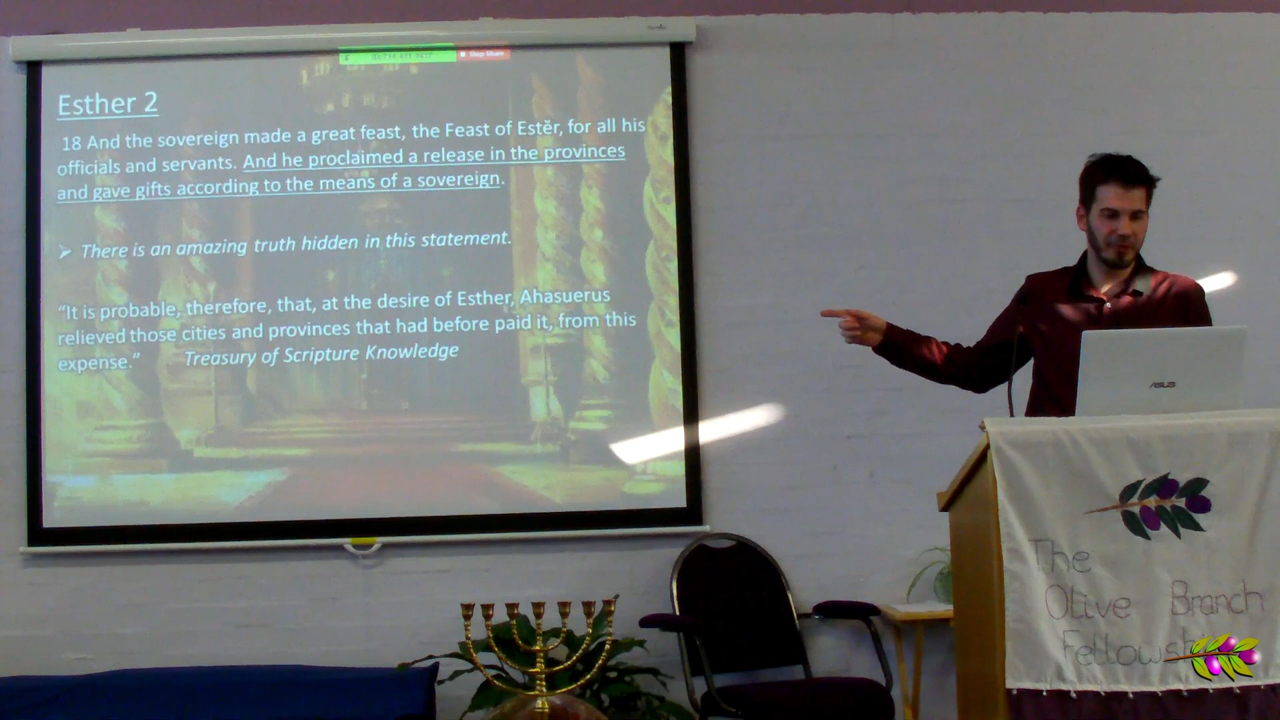 Stop Share
Esther 2
18 And the sovereign made a great feast, the Feast of Estĕr, for all his
officials and servants. And he proclaimed a release in the provinces
and gave gifts according to the means of a sovereign.
➢ There is an amazing truth hidden in this statement.
“It is probable, therefore, that, at the desire of Esther, Ahasuerus
relieved those cities and provinces that had before paid it, from this
expense.” Treasury of Scripture Knowledge
ASUS
The
Olive Branch
Fellowsh